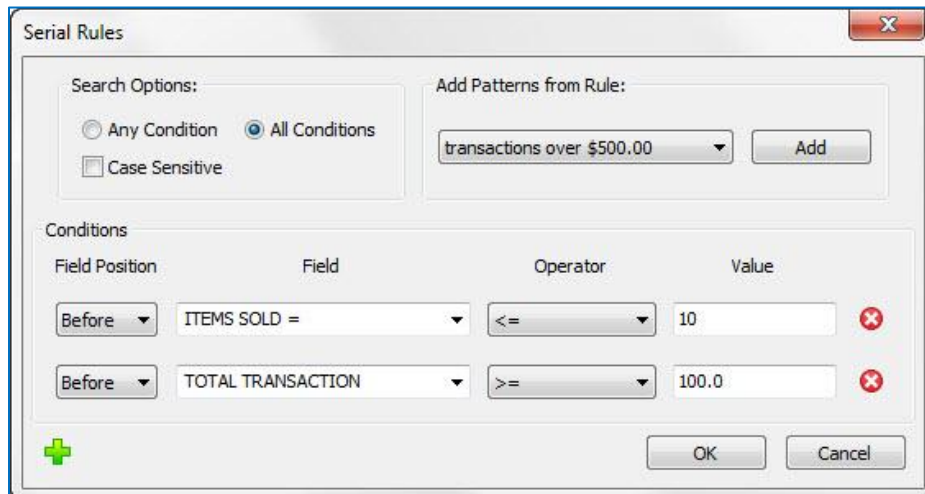 Serial Rules
Search Options:
Any Condition All Conditions
Case Sensitive
Add Patterns from Rule:
transactions over $500.00 Add
Conditions
Field Position Field Operator Value
Before ITEMS SOLD = <= 10
Before TOTAL TRANSACTION >= 100.0
OK Cancel